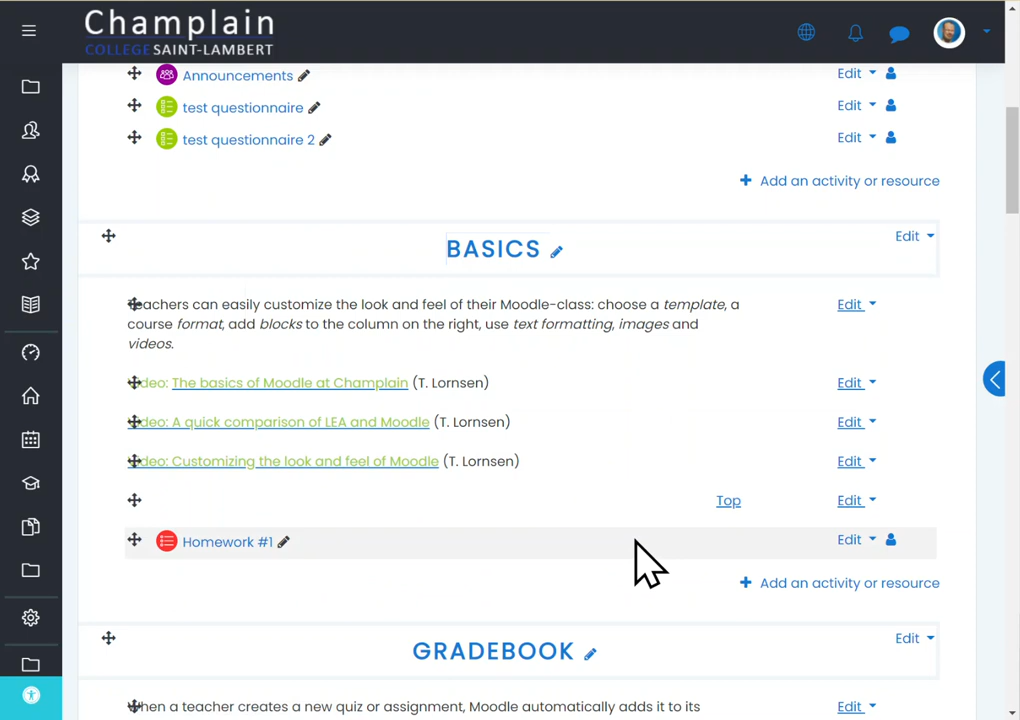 Champlain
COLLEGE SAINT-LAMBERT
Announcements Edit
test questionnaire Edit
test questionnaire 2 Edit
+ Add an activity or resource
BASICS Edit
eachers can easily customize the look and feel of their Moodle-class: choose a template, a Edit
course format, add blocks to the column on the right, use text formatting, images and
videos.
deo: The basics of Moodle at Champlain (T. Lornsen) Edit
deo: A quick comparison of LEA and Moodle (T. Lornsen) Edit
deo: Customizing the look and feel of Moodle (T. Lornsen) Edit
Top Edit
Homework #1 Edit
+ Add an activity or resource
GRADEBOOK Edit
hen a teacher creates a new quiz or assignment, Moodle automatically adds it to its Edit